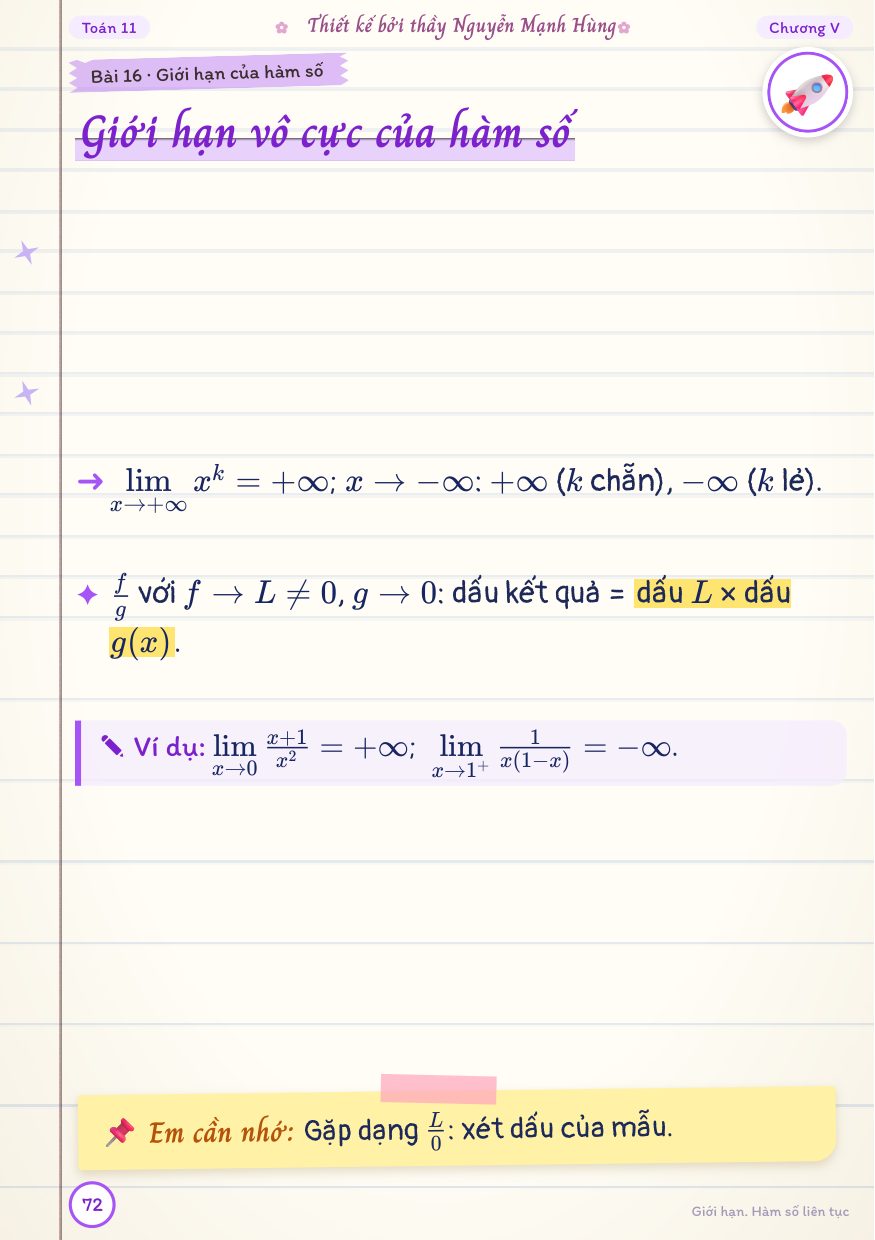 Toán 11
Thiết kế bởi thầy Nguyễn Mạnh Hùng
Chương V
Bài 16 · Giới hạn của hàm số
Giới hạn vô cực của hàm số
→ lim_{x→+∞} x^k = +∞; x → −∞: +∞ (k chẵn), −∞ (k lẻ).
f/g với f → L ≠ 0, g → 0: dấu kết quả = dấu L × dấu
g(x).
Ví dụ: lim_{x→0} (x+1)/x² = +∞; lim_{x→1⁺} 1/(x(1−x)) = −∞.
Em cần nhớ: Gặp dạng L/0: xét dấu của mẫu.
72
Giới hạn. Hàm số liên tục